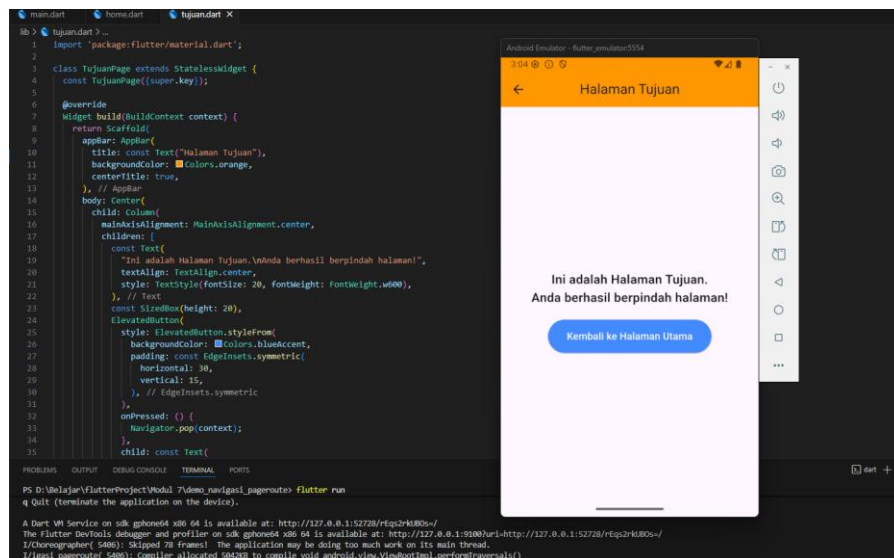 main.dart
home.dart
tujuan.dart
lib > tujuan.dart > ...
1 import 'package:flutter/material.dart';
2
3 class TujuanPage extends StatelessWidget {
4 const TujuanPage({super.key});
5
6 @override
7 Widget build(BuildContext context) {
8 return Scaffold(
9 appBar: AppBar(
10 title: const Text("Halaman Tujuan"),
11 backgroundColor: Colors.orange,
12 centerTitle: true,
13 ), // AppBar
14 body: Center(
15 child: Column(
16 mainAxisAlignment: MainAxisAlignment.center,
17 children: [
18 const Text(
19 "Ini adalah Halaman Tujuan.\nAnda berhasil berpindah halaman!",
20 textAlign: TextAlign.center,
21 style: TextStyle(fontSize: 20, fontWeight: FontWeight.w600),
22 ), // Text
23 const SizedBox(height: 20),
24 ElevatedButton(
25 style: ElevatedButton.styleFrom(
26 backgroundColor: Colors.blueAccent,
27 padding: const EdgeInsets.symmetric(
28 horizontal: 30,
29 vertical: 15,
30 ), // EdgeInsets.symmetric
31 ),
32 onPressed: () {
33 Navigator.pop(context);
34 },
35 child: const Text(
Android Emulator - flutter_emulator:5554
3:04
Halaman Tujuan
Ini adalah Halaman Tujuan.
Anda berhasil berpindah halaman!
Kembali ke Halaman Utama
PROBLEMS OUTPUT DEBUG CONSOLE TERMINAL PORTS
dart
PS D:\Belajar\flutterProject\Modul 7\demo_navigasi_pageroute> flutter run
q Quit (terminate the application on the device).
A Dart VM Service on sdk gphone64 x86 64 is available at: http://127.0.0.1:52728/rEqs2rkUBOs=/
The Flutter DevTools debugger and profiler on sdk gphone64 x86 64 is available at: http://127.0.0.1:9100?uri=http://127.0.0.1:52728/rEqs2rkUBOs=/
I/Choreographer( 5406): Skipped 78 frames! The application may be doing too much work on its main thread.
I/igasi_pageroute( 5406): Compiler allocated 5042KB to compile void android.view.ViewRootImpl.performTraversals()